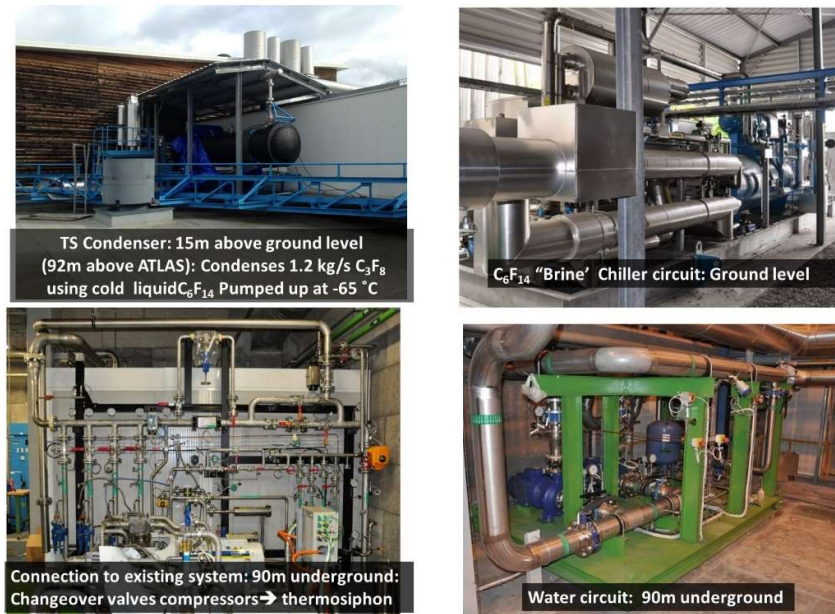 TS Condenser: 15m above ground level
(92m above ATLAS): Condenses 1.2 kg/s C₃F₈
using cold liquidC₆F₁₄ Pumped up at -65 ˚C
C₆F₁₄ “Brine’ Chiller circuit: Ground level
Connection to existing system: 90m underground:
Changeover valves compressors➔ thermosiphon
Water circuit: 90m underground